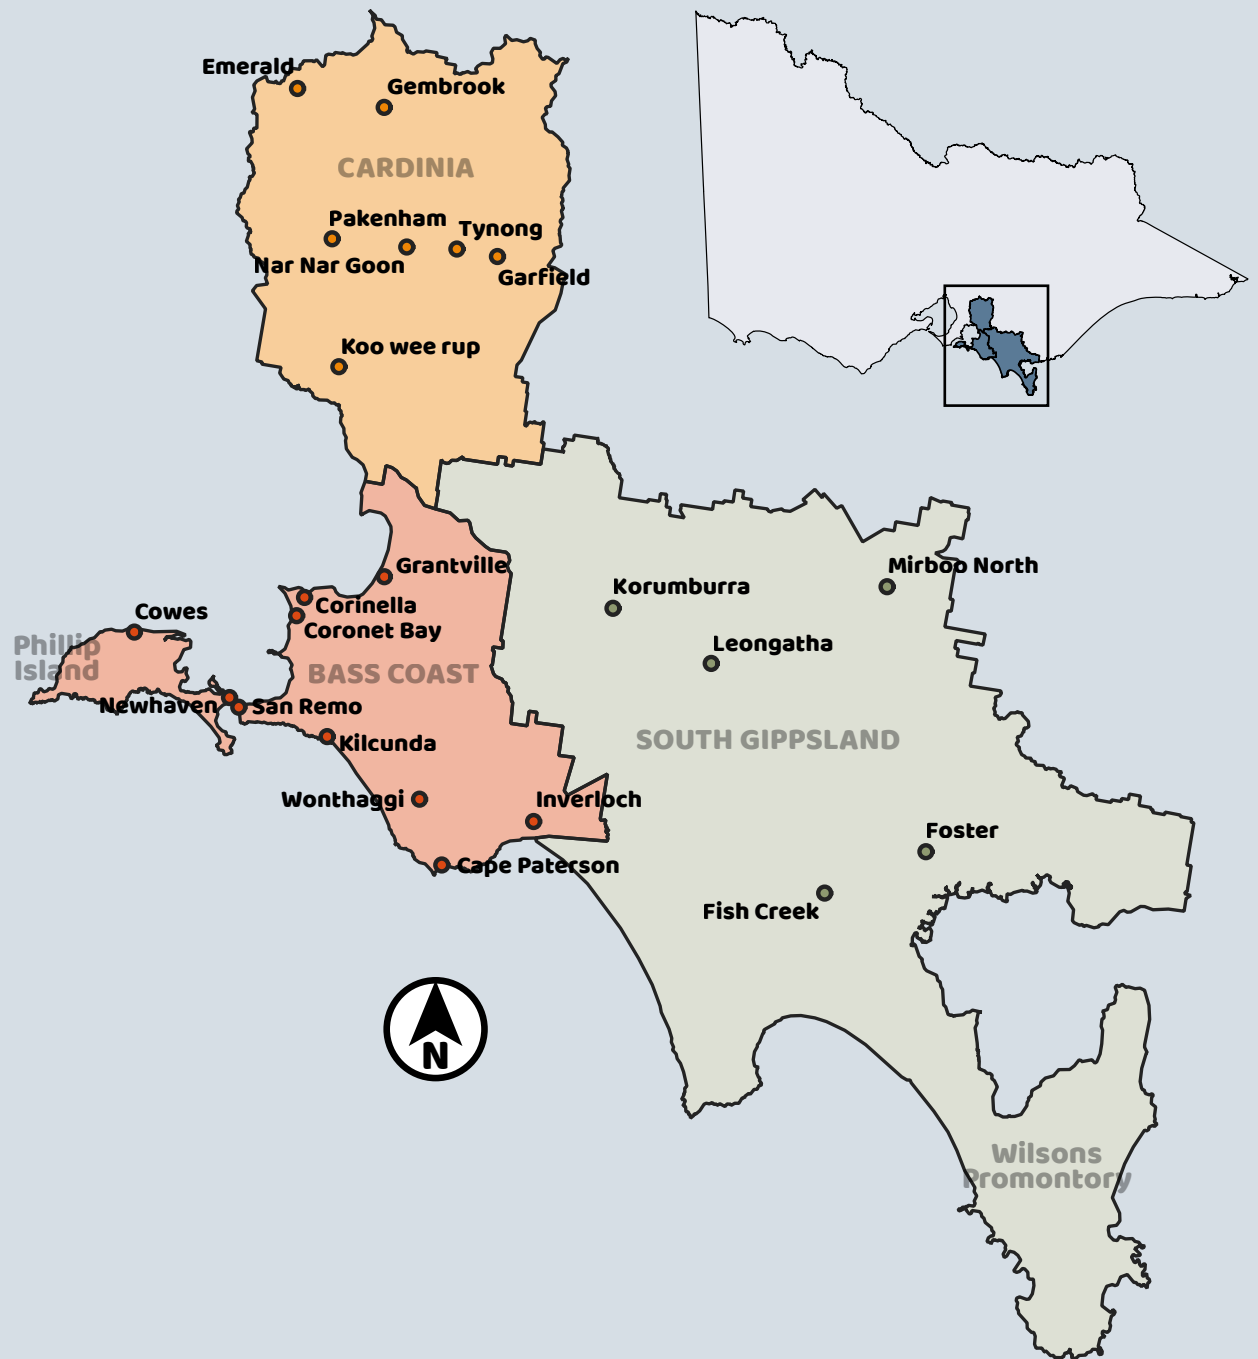 Emerald
Gembrook
CARDINIA
Pakenham
Tynong
Nar Nar Goon
Garfield
Koo wee rup
Grantville
Mirboo North
Korumburra
Corinella
Cowes
Coronet Bay
Phillip
Island
Leongatha
BASS COAST
Newhaven
San Remo
SOUTH GIPPSLAND
Kilcunda
Wonthaggi
Inverloch
Foster
Cape Paterson
Fish Creek
N
Wilsons
Promontory